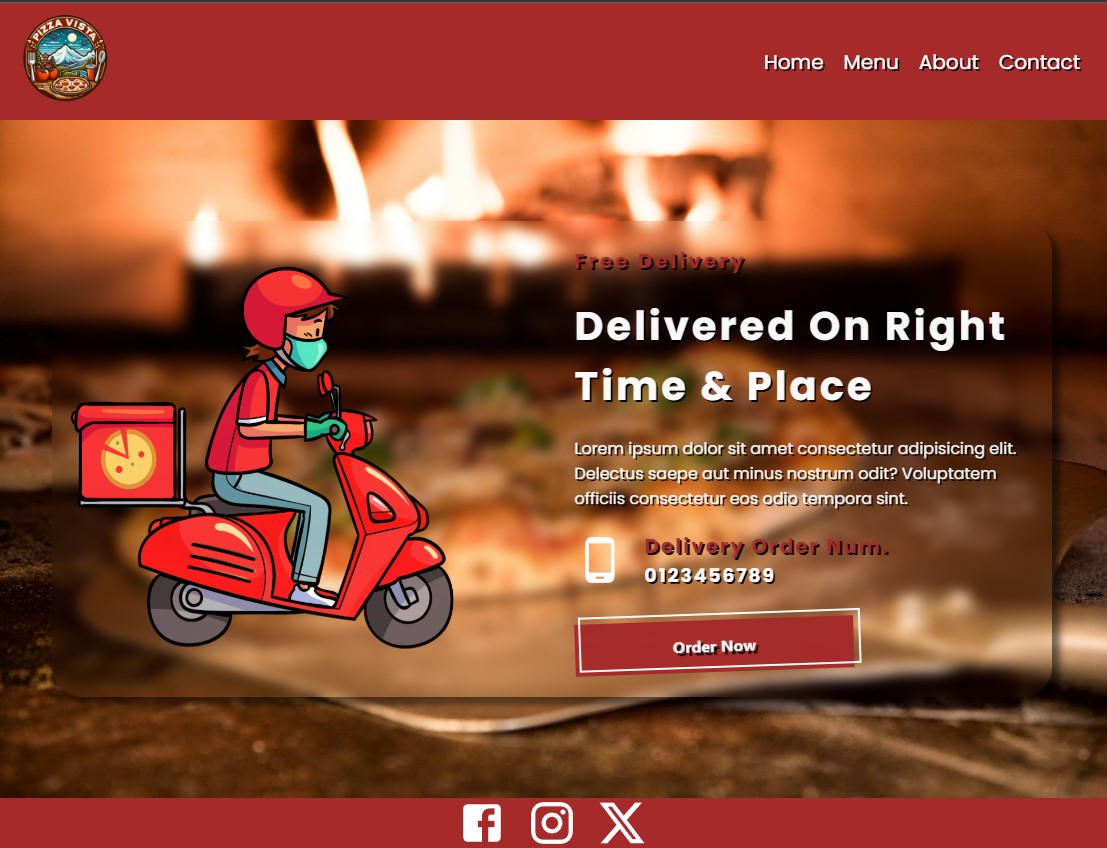 PIZZA VISTA
Home Menu About Contact
Free Delivery
Delivered On Right
Time & Place
Lorem ipsum dolor sit amet consectetur adipisicing elit.
Delectus saepe aut minus nostrum odit? Voluptatem
officiis consectetur eos odio tempora sint.
Delivery Order Num.
0123456789
Order Now